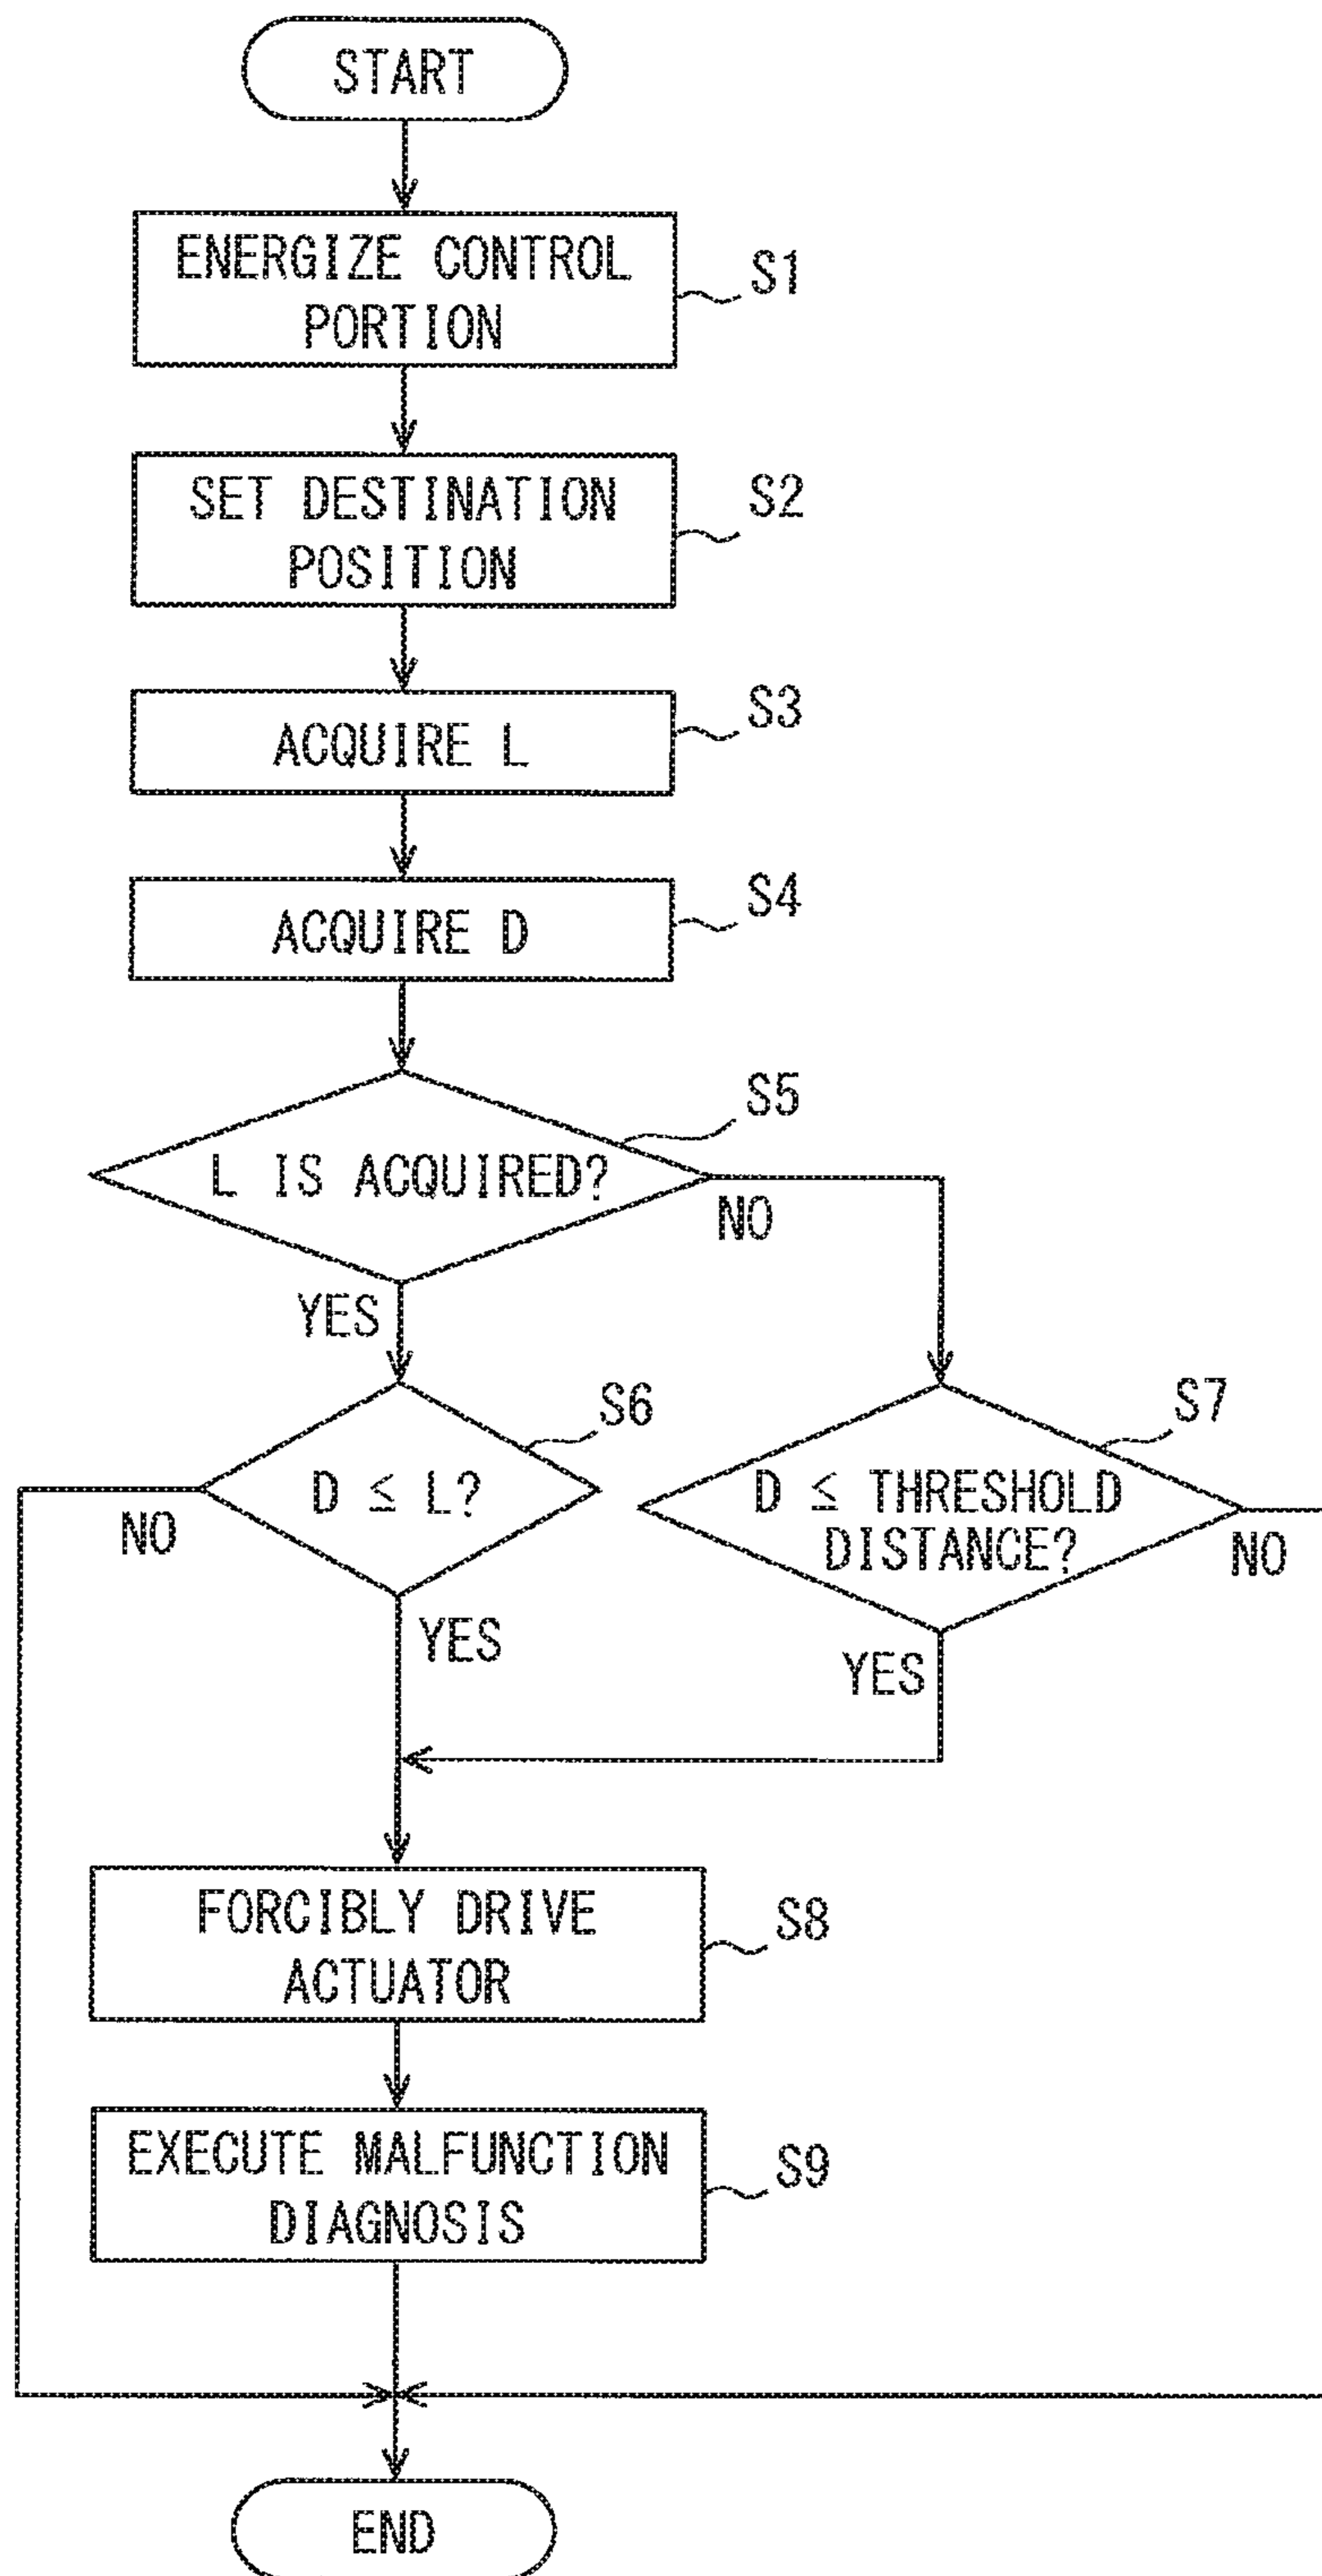 START
ENERGIZE CONTROL
PORTION
S1
SET DESTINATION
POSITION
S2
ACQUIRE L
S3
ACQUIRE D
S4
L IS ACQUIRED?
S5
NO
YES
D ≤ L?
S6
NO
YES
D ≤ THRESHOLD
DISTANCE?
S7
NO
YES
FORCIBLY DRIVE
ACTUATOR
S8
EXECUTE MALFUNCTION
DIAGNOSIS
S9
END